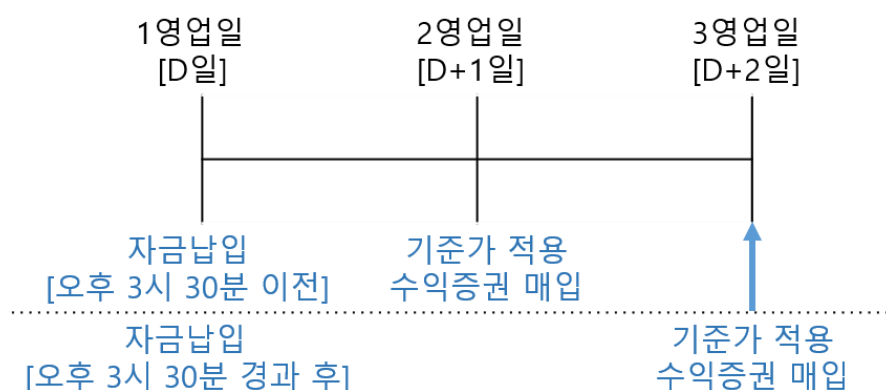 1영업일
[D일]
2영업일
[D+1일]
3영업일
[D+2일]
자금납입
[오후 3시 30분 이전]
기준가 적용
수익증권 매입
자금납입
[오후 3시 30분 경과 후]
기준가 적용
수익증권 매입